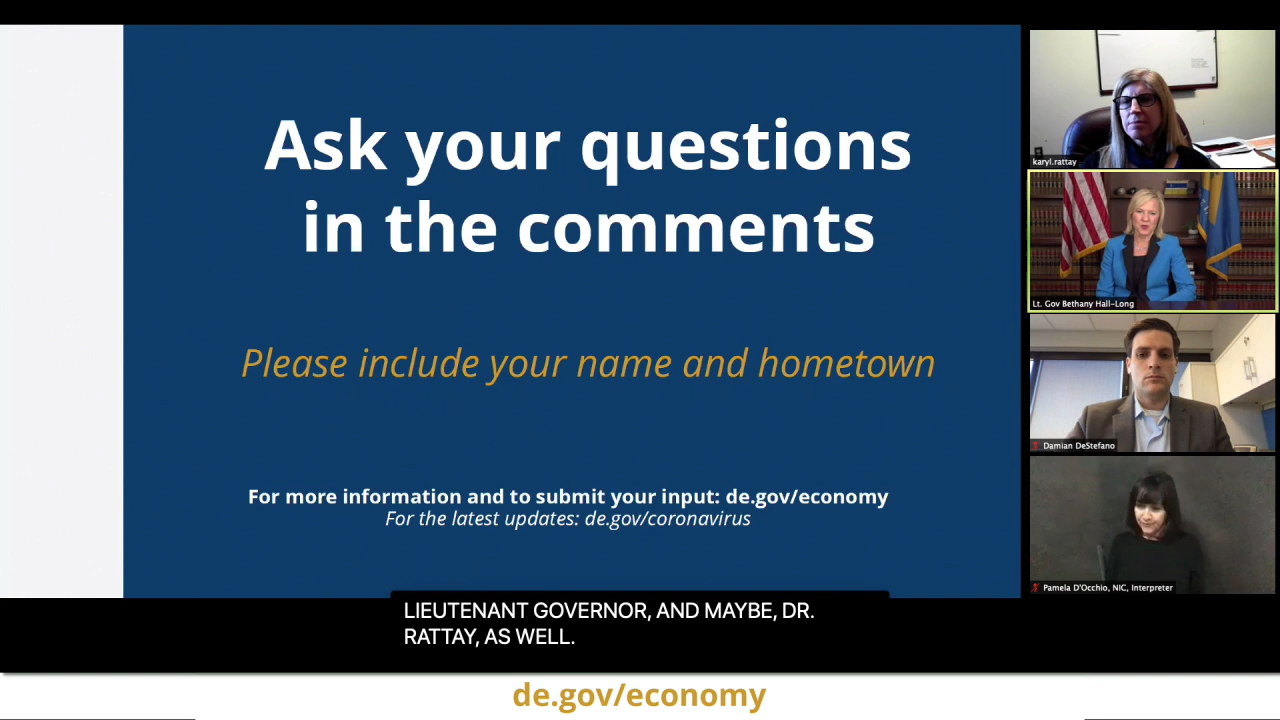 Ask your questions
in the comments
Please include your name and hometown
For more information and to submit your input: de.gov/economy
For the latest updates: de.gov/coronavirus
karyl.rattay
Lt. Gov Bethany Hall-Long
Damian DeStefano
Pamela D'Occhio, NIC, Interpreter
LIEUTENANT GOVERNOR, AND MAYBE, DR.
RATTAY, AS WELL.
de.gov/economy